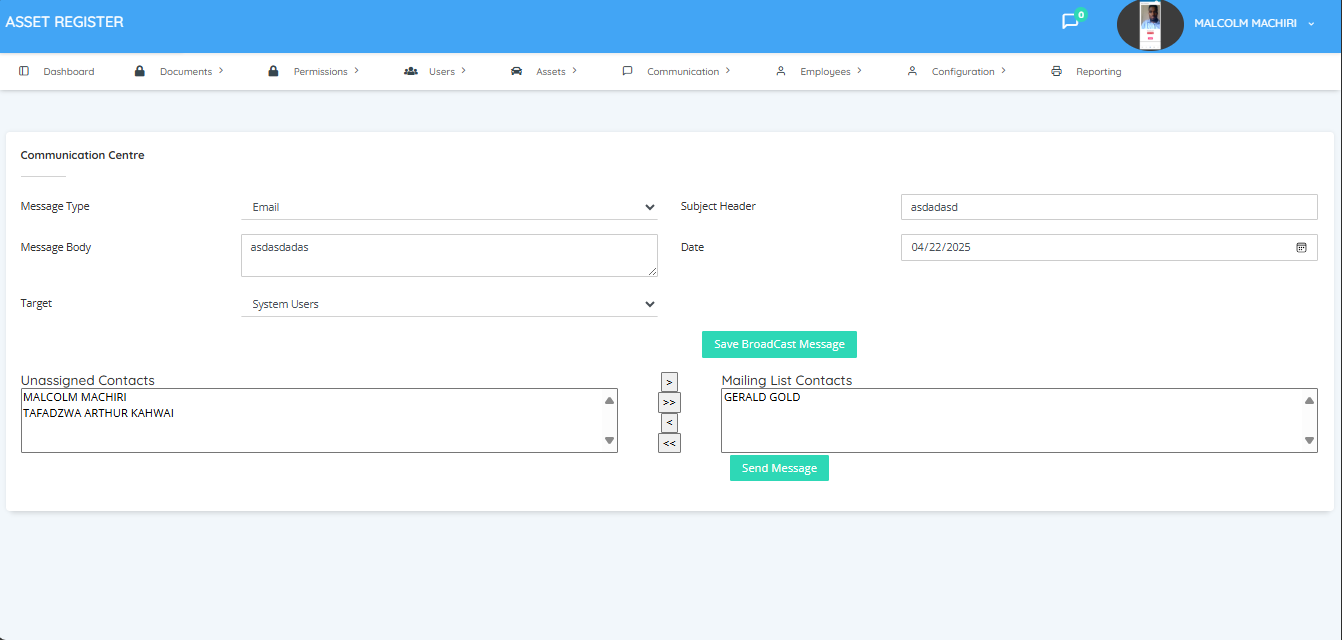 ASSET REGISTER
0
MALCOLM MACHIRI
Dashboard
Documents
Permissions
Users
Assets
Communication
Employees
Configuration
Reporting
Communication Centre
Message Type
Email
Subject Header
asdadasd
Message Body
asdasdadas
Date
04/22/2025
Target
System Users
Save BroadCast Message
Unassigned Contacts
MALCOLM MACHIRI
TAFADZWA ARTHUR KAHWAI
>
>>
<
<<
Mailing List Contacts
GERALD GOLD
Send Message